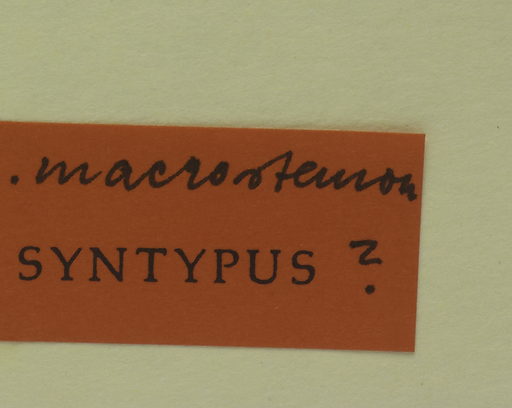 . macrostemon
SYNTYPUS ?